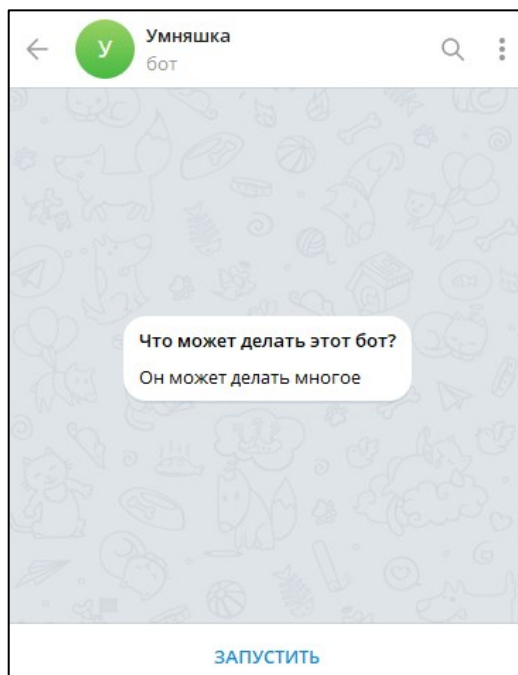 Умняшка
бот
У
Что может делать этот бот?
Он может делать многое
ЗАПУСТИТЬ